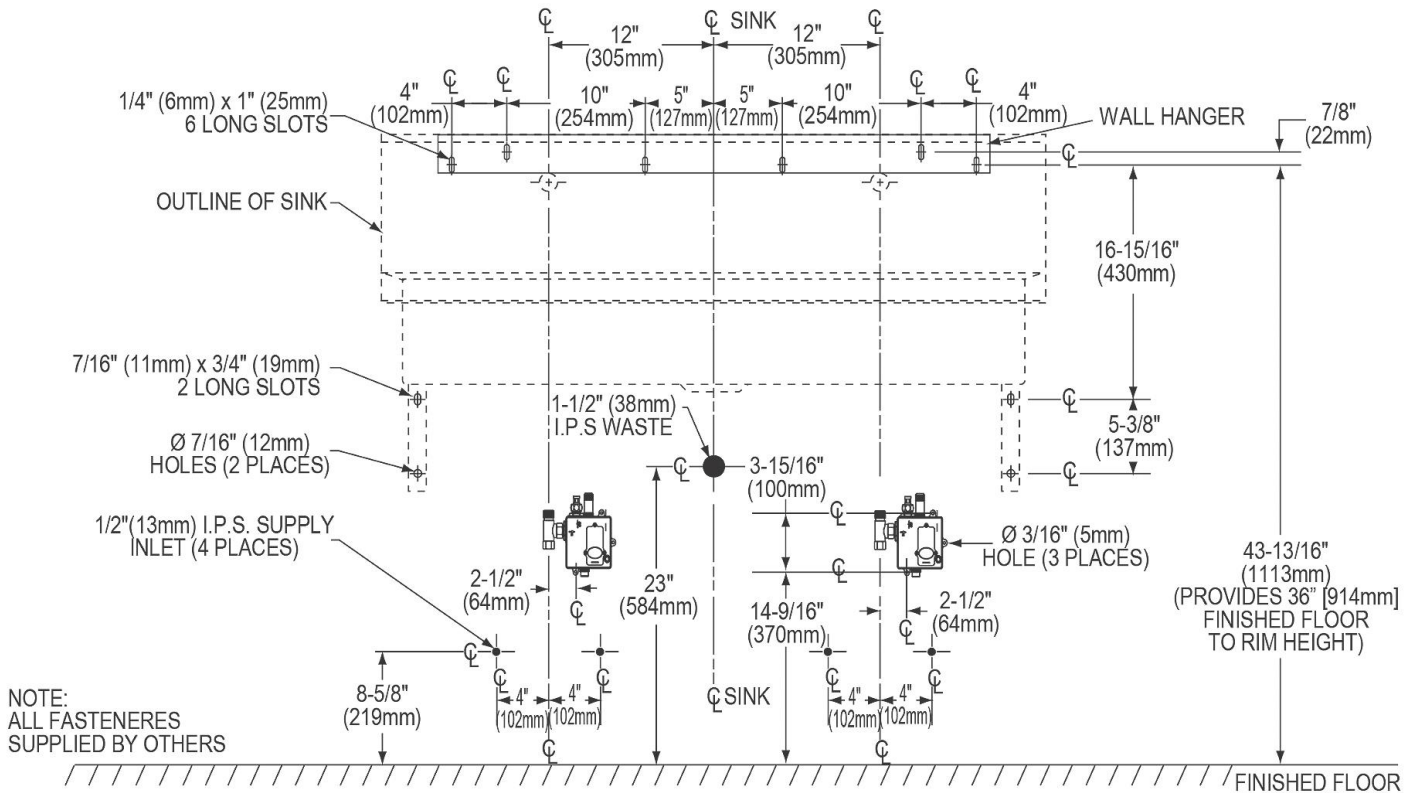 ℄ SINK
℄
℄
12"
(305mm)
12"
(305mm)
4"
(102mm)
℄
℄
10"
(254mm)
5"
(127mm)
5"
(127mm)
10"
(254mm)
℄
℄
4"
(102mm)
1/4" (6mm) x 1" (25mm)
6 LONG SLOTS
WALL HANGER
7/8"
(22mm)
℄
OUTLINE OF SINK
16-15/16"
(430mm)
7/16" (11mm) x 3/4" (19mm)
2 LONG SLOTS
℄
1-1/2" (38mm)
I.P.S WASTE
5-3/8"
(137mm)
Ø 7/16" (12mm)
HOLES (2 PLACES)
℄
℄
3-15/16"
(100mm)
℄
1/2"(13mm) I.P.S. SUPPLY
INLET (4 PLACES)
Ø 3/16" (5mm)
HOLE (3 PLACES)
43-13/16"
(1113mm)
(PROVIDES 36” [914mm]
FINISHED FLOOR
TO RIM HEIGHT)
℄
2-1/2"
(64mm)
℄
23"
(584mm)
14-9/16"
(370mm)
2-1/2"
(64mm)
℄
℄
8-5/8"
(219mm)
℄
℄
4"
(102mm)
4"
(102mm)
℄
℄ SINK
℄
℄
4"
(102mm)
4"
(102mm)
℄
NOTE:
ALL FASTENERES
SUPPLIED BY OTHERS
FINISHED FLOOR